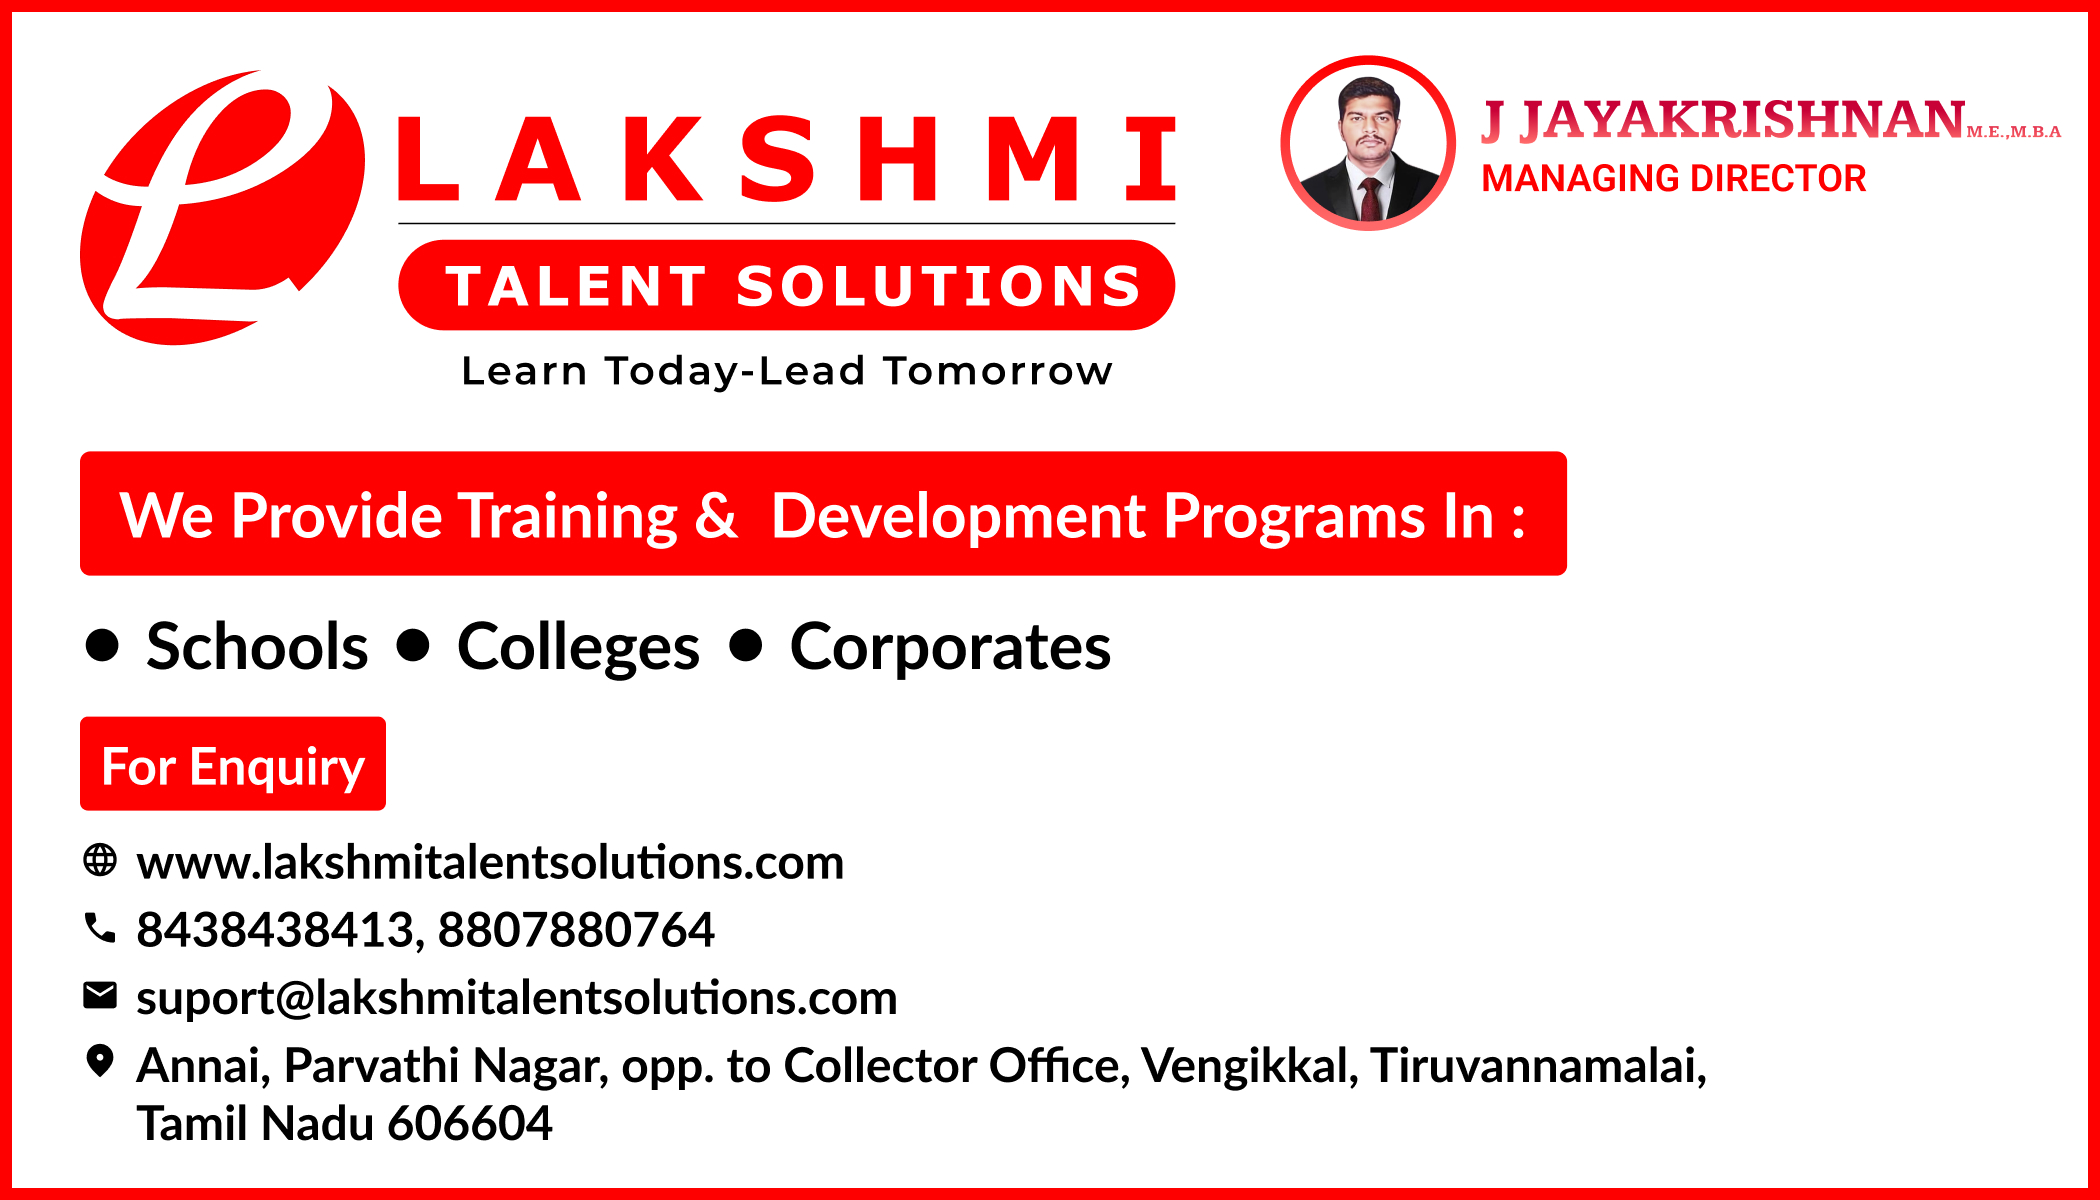 LAKSHMI
TALENT SOLUTIONS
Learn Today-Lead Tomorrow
J JAYAKRISHNAN M.E.,M.B.A
MANAGING DIRECTOR
We Provide Training & Development Programs In :
• Schools • Colleges • Corporates
For Enquiry
www.lakshmitalentsolutions.com
8438438413, 8807880764
suport@lakshmitalentsolutions.com
Annai, Parvathi Nagar, opp. to Collector Office, Vengikkal, Tiruvannamalai,
Tamil Nadu 606604